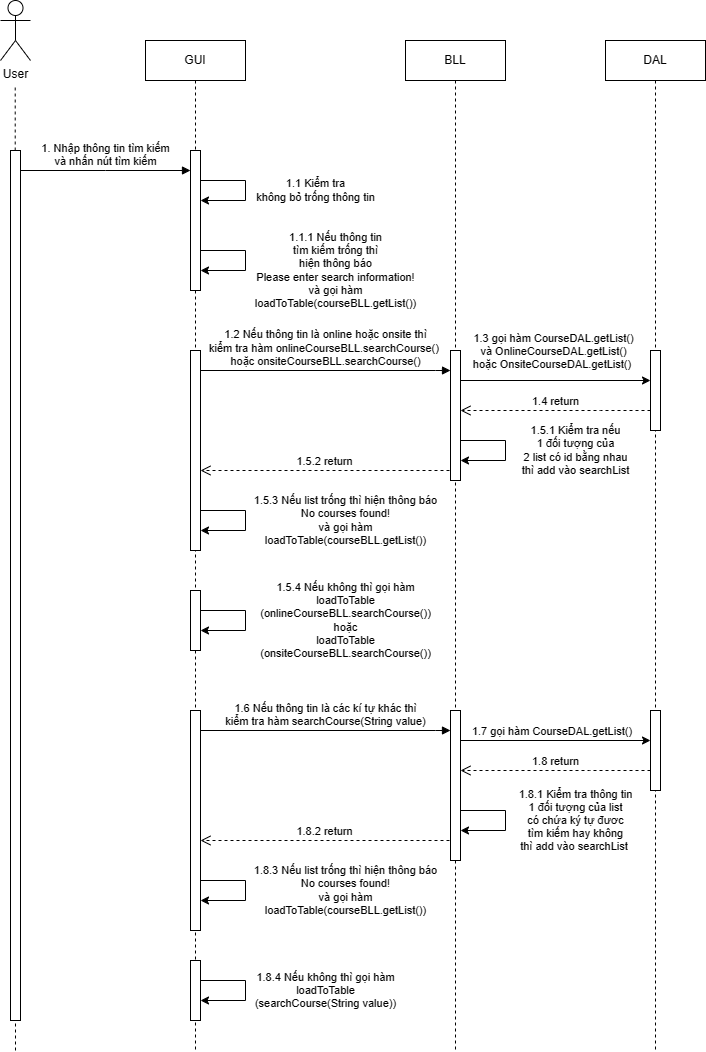 User
GUI
BLL
DAL
1. Nhập thông tin tìm kiếm
và nhấn nút tìm kiếm
1.1 Kiểm tra
không bỏ trống thông tin
1.1.1 Nếu thông tin
tìm kiếm trống thì
hiện thông báo
Please enter search information!
và gọi hàm
loadToTable(courseBLL.getList())
1.2 Nếu thông tin là online hoặc onsite thì
kiểm tra hàm onlineCourseBLL.searchCourse()
hoặc onsiteCourseBLL.searchCourse()
1.3 gọi hàm CourseDAL.getList()
và OnlineCourseDAL.getList()
hoặc OnsiteCourseDAL.getList()
1.4 return
1.5.1 Kiểm tra nếu
1 đối tượng của
2 list có id bằng nhau
thì add vào searchList
1.5.2 return
1.5.3 Nếu list trống thì hiện thông báo
No courses found!
và gọi hàm
loadToTable(courseBLL.getList())
1.5.4 Nếu không thì gọi hàm
loadToTable
(onlineCourseBLL.searchCourse())
hoặc
loadToTable
(onsiteCourseBLL.searchCourse())
1.6 Nếu thông tin là các kí tự khác thì
kiểm tra hàm searchCourse(String value)
1.7 gọi hàm CourseDAL.getList()
1.8 return
1.8.1 Kiểm tra thông tin
1 đối tượng của list
có chứa ký tự đươc
tìm kiếm hay không
thì add vào searchList
1.8.2 return
1.8.3 Nếu list trống thì hiện thông báo
No courses found!
và gọi hàm
loadToTable(courseBLL.getList())
1.8.4 Nếu không thì gọi hàm
loadToTable
(searchCourse(String value))